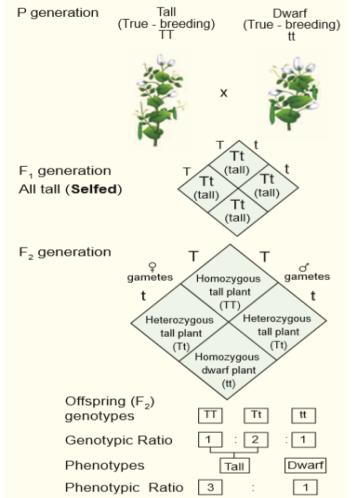 P generation
Tall
(True - breeding)
TT
Dwarf
(True - breeding)
tt
x
F1 generation
All tall (Selfed)
T
t
T
t
Tt
(tall)
Tt
(tall)
Tt
(tall)
Tt
(tall)
F2 generation
♀
gametes
T
T
♂
gametes
t
t
Homozygous
tall plant
(TT)
Heterozygous
tall plant
(Tt)
Heterozygous
tall plant
(Tt)
Homozygous
dwarf plant
(tt)
Offspring (F2)
genotypes TT Tt tt
Genotypic Ratio 1 : 2 : 1
Phenotypes Tall Dwarf
Phenotypic Ratio 3 : 1